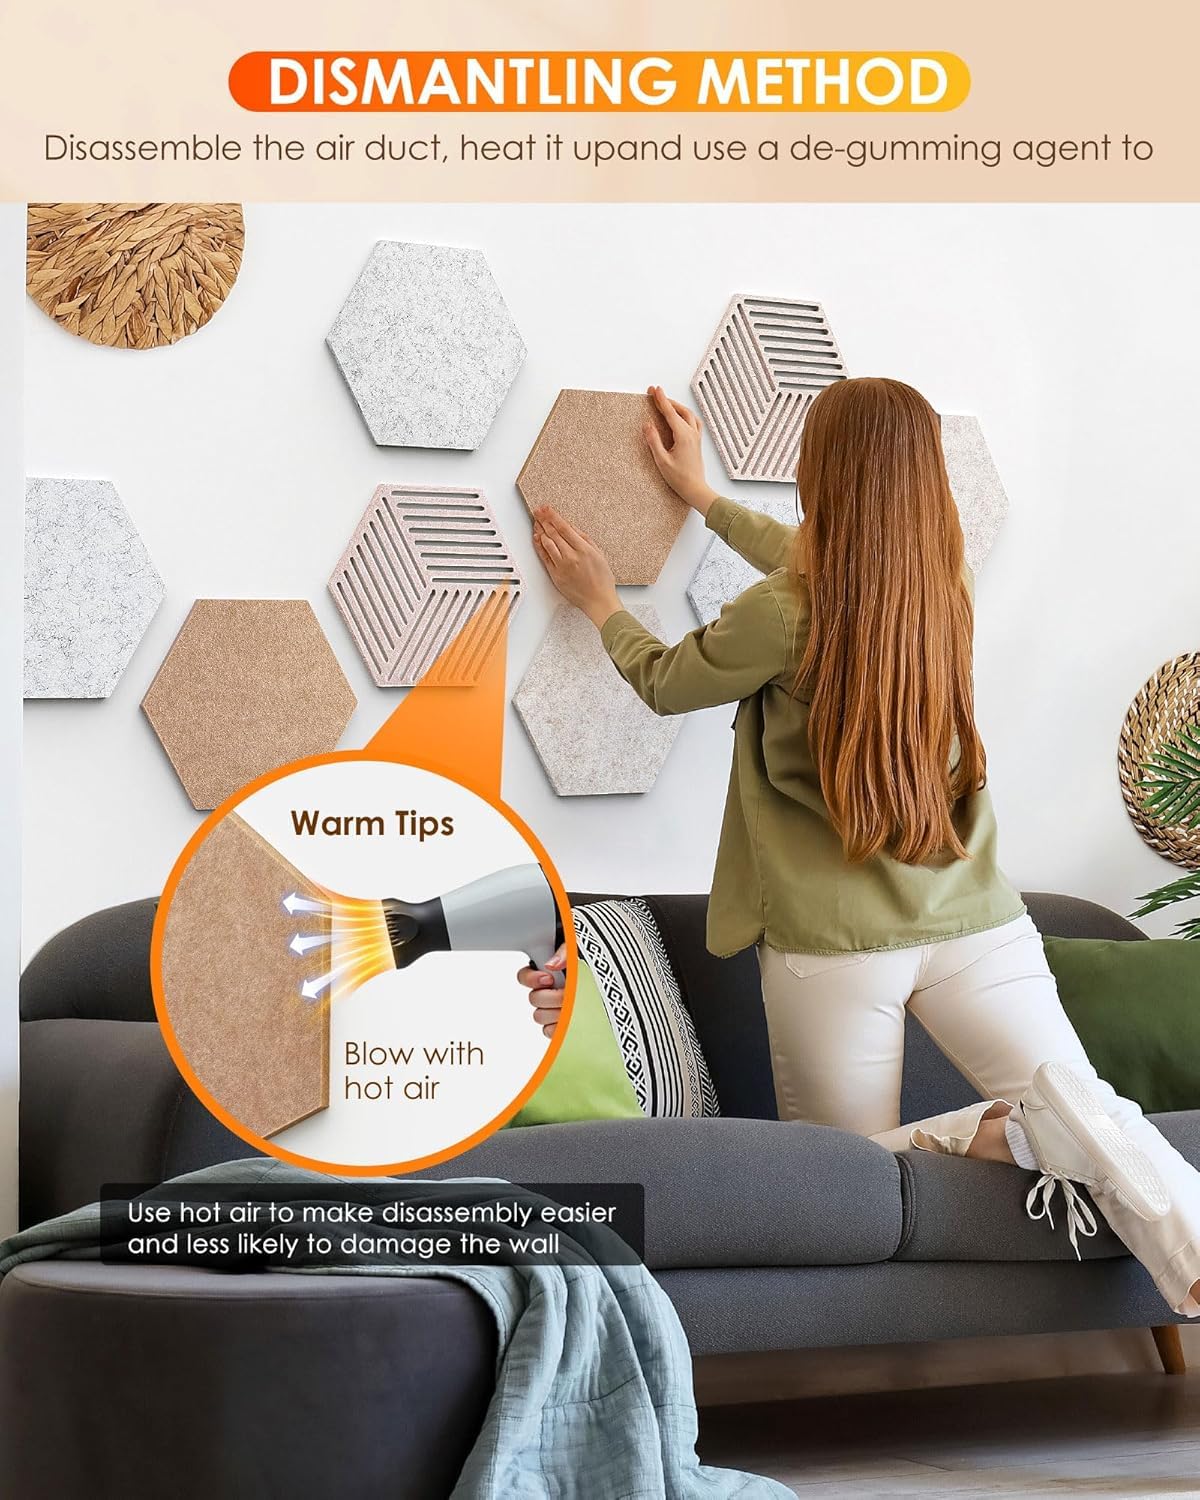 DISMANTLING METHOD
Disassemble the air duct, heat it upand use a de-gumming agent to
Warm Tips
Blow with
hot air
Use hot air to make disassembly easier
and less likely to damage the wall